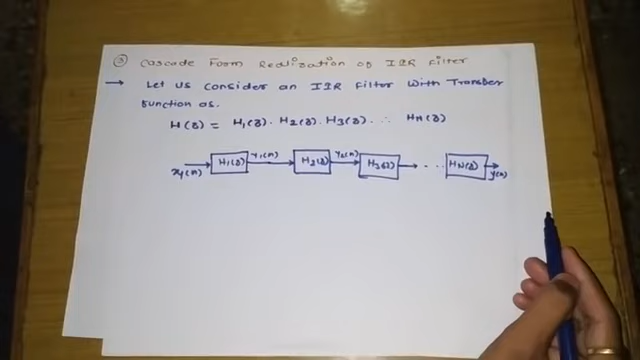 ③ Cascade Form Realization of IIR Filter
→ Let us consider an IIR Filter with Transfer
function as.
H(z) = H1(z) . H2(z) . H3(z) . ... HN(z)
x1(n) H1(z) y1(n) H2(z) y2(n) H3(z) ... HN(z) y(n)